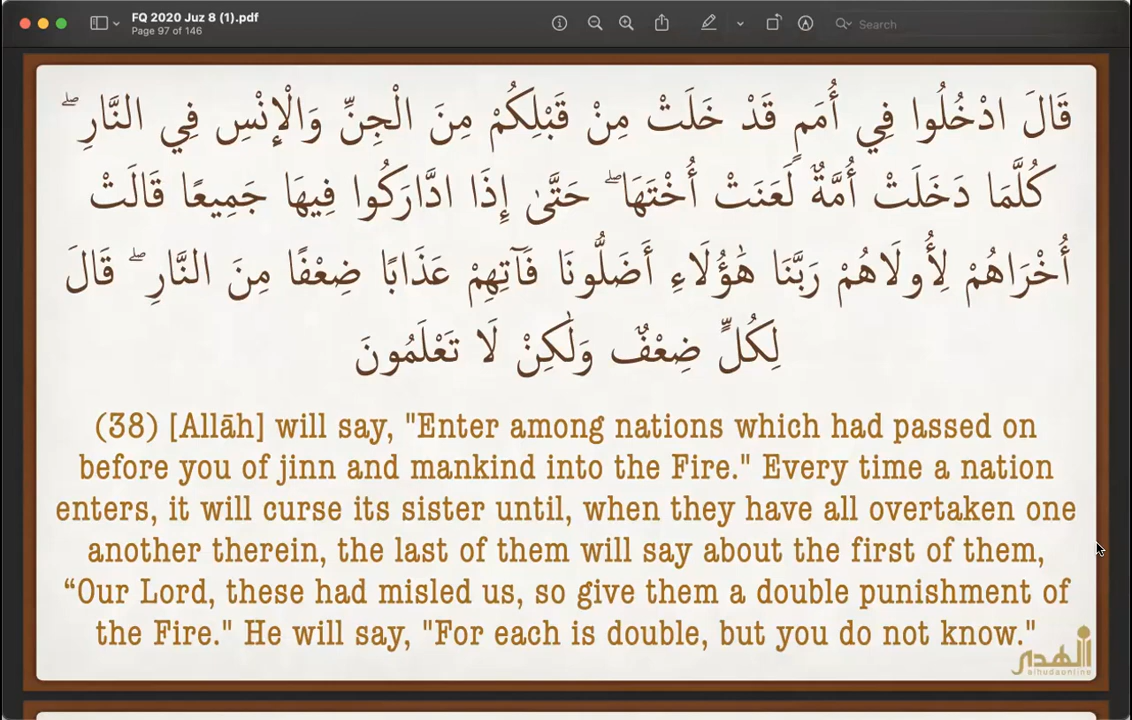 FQ 2020 Juz 8 (1).pdf
Page 97 of 146
Search
قَالَ ادْخُلُوا فِي أُمَمٍ قَدْ خَلَتْ مِنْ قَبْلِكُمْ مِنَ الْجِنِّ وَالْإِنْسِ فِي النَّارِ ۖ
كُلَّمَا دَخَلَتْ أُمَّةٌ لَعَنَتْ أُخْتَهَا ۖ حَتَّىٰ إِذَا ادَّارَكُوا فِيهَا جَمِيعًا قَالَتْ
أُخْرَاهُمْ لِأُولَاهُمْ رَبَّنَا هَٰؤُلَاءِ أَضَلُّونَا فَآتِهِمْ عَذَابًا ضِعْفًا مِنَ النَّارِ ۖ قَالَ
لِكُلٍّ ضِعْفٌ وَلَٰكِنْ لَا تَعْلَمُونَ
(38) [Allāh] will say, "Enter among nations which had passed on
before you of jinn and mankind into the Fire." Every time a nation
enters, it will curse its sister until, when they have all overtaken one
another therein, the last of them will say about the first of them,
“Our Lord, these had misled us, so give them a double punishment of
the Fire." He will say, "For each is double, but you do not know."
الهدى
alhudaonline